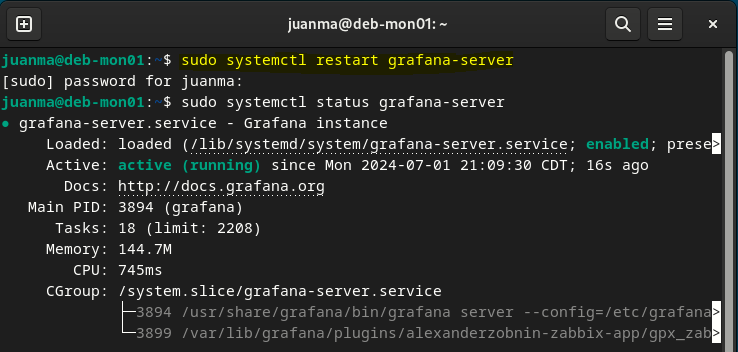 juanma@deb-mon01: ~
juanma@deb-mon01:~$ sudo systemctl restart grafana-server
[sudo] password for juanma:
juanma@deb-mon01:~$ sudo systemctl status grafana-server
● grafana-server.service - Grafana instance
Loaded: loaded (/lib/systemd/system/grafana-server.service; enabled; prese>
Active: active (running) since Mon 2024-07-01 21:09:30 CDT; 16s ago
Docs: http://docs.grafana.org
Main PID: 3894 (grafana)
Tasks: 18 (limit: 2208)
Memory: 144.7M
CPU: 745ms
CGroup: /system.slice/grafana-server.service
├─3894 /usr/share/grafana/bin/grafana server --config=/etc/grafana>
└─3899 /var/lib/grafana/plugins/alexanderzobnin-zabbix-app/gpx_zab>